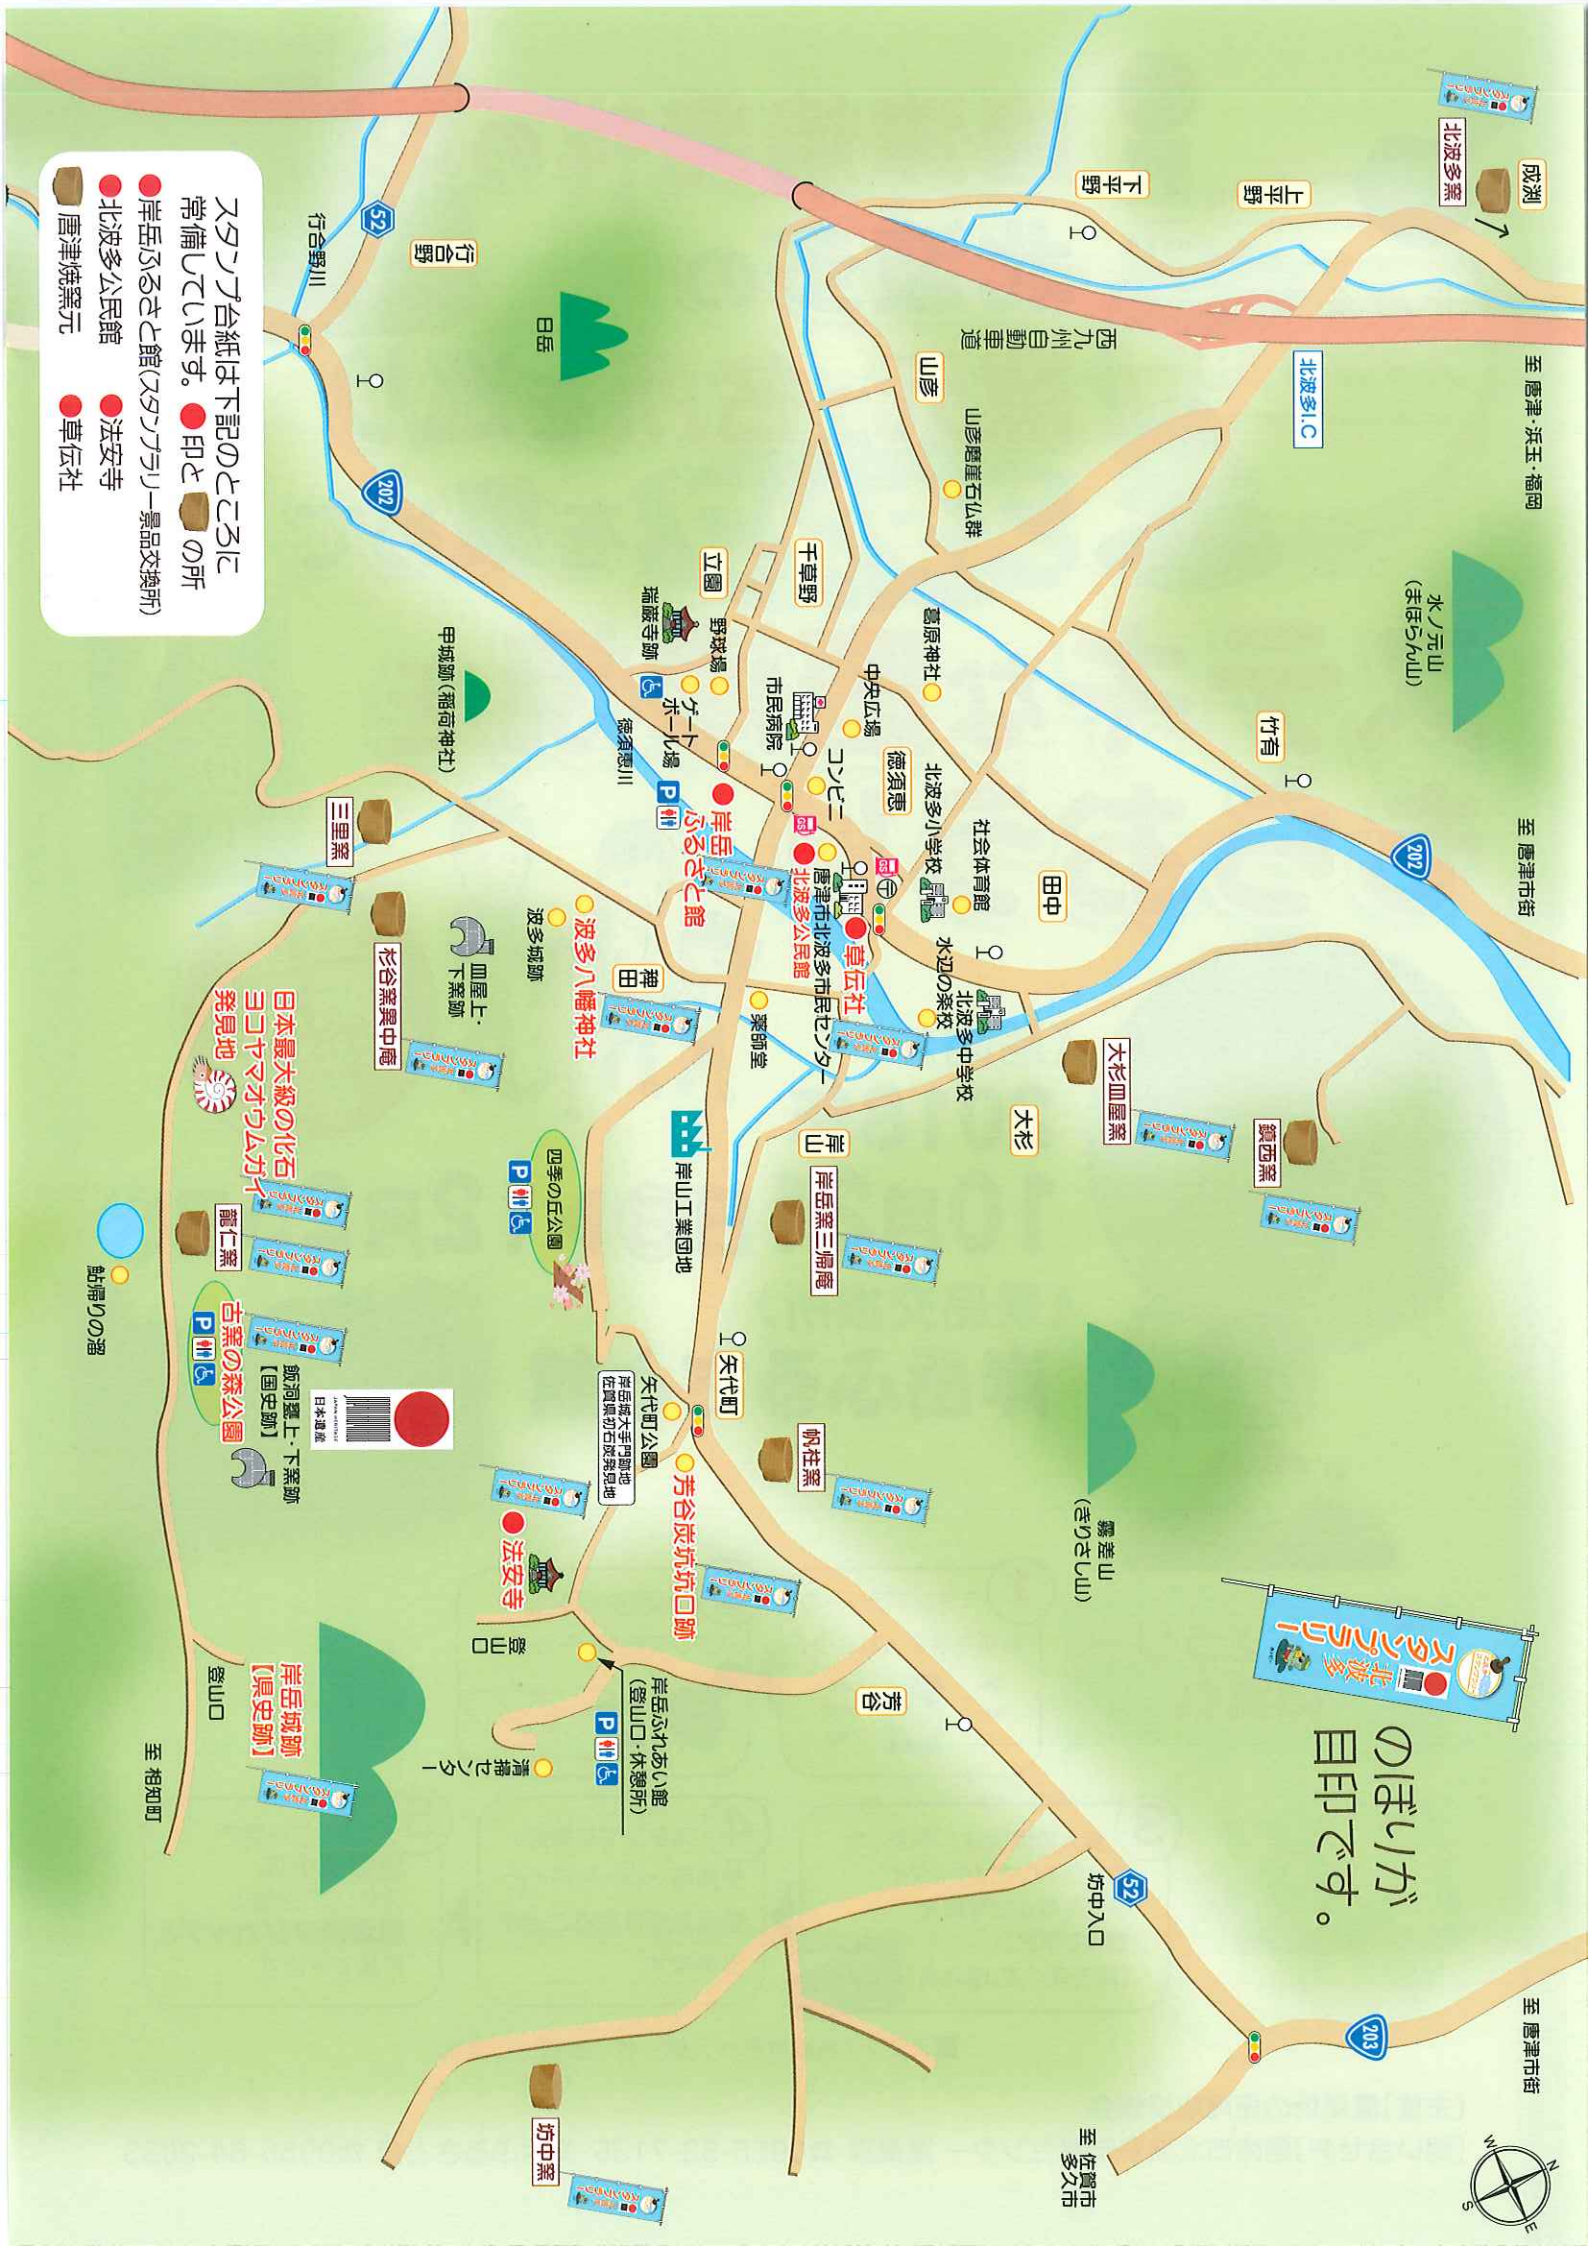 成渕
北波多窯
上平野
下平野
至 唐津・浜玉・福岡
北波多I.C
西九州自動車道
山彦
山彦磨崖石仏群
水ノ元山
(まぼらん山)
竹有
至 唐津市街
202
行合野
52
行合野川
日岳
202
千草野
立園
瑞巌寺跡
野球場
ゲート
ボール場
市民病院
中央広場
葛原神社
徳須恵
コンビニ
北波多小学校
社会体育館
田中
徳須恵川
甲城跡(稲荷神社)
岸岳
ふるさと館
北波多公民館
唐津市北波多市民センター
草伝社
水辺の楽校
北波多中学校
大杉
大杉皿屋窯
鎮西窯
三里窯
杉谷窯異中庵
皿屋上・
下窯跡
波多城跡
波多八幡神社
稗田
薬師堂
岸山
岸岳窯三帰庵
岸山工業団地
四季の丘公園
日本最大級の化石
ヨコヤマオウムガイ
発見地
龍仁窯
鮎帰りの溜
古窯の森公園
飯洞甕上・下窯跡
【国史跡】
日本遺産
JAPAN HERITAGE
矢代町
矢代町公園
岸岳城大手門跡地
佐賀県初石炭発見地
帆柱窯
芳谷炭坑坑口跡
法安寺
霧差山
(きりさし山)
登山口
岸岳ふれあい館
(登山口・休憩所)
清掃センター
芳谷
岸岳城跡
【県史跡】
登山口
至 相知町
坊中入口
52
203
至 唐津市街
至 佐賀市
多久市
坊中窯
北波多
スタンプラリー
のぼりが
目印です。
N
E
S
W
スタンプ台紙は下記のところに
常備しています。●印と の所
●岸岳ふるさと館(スタンプラリー景品交換所)
●北波多公民館 ●法安寺
唐津焼窯元 ●草伝社